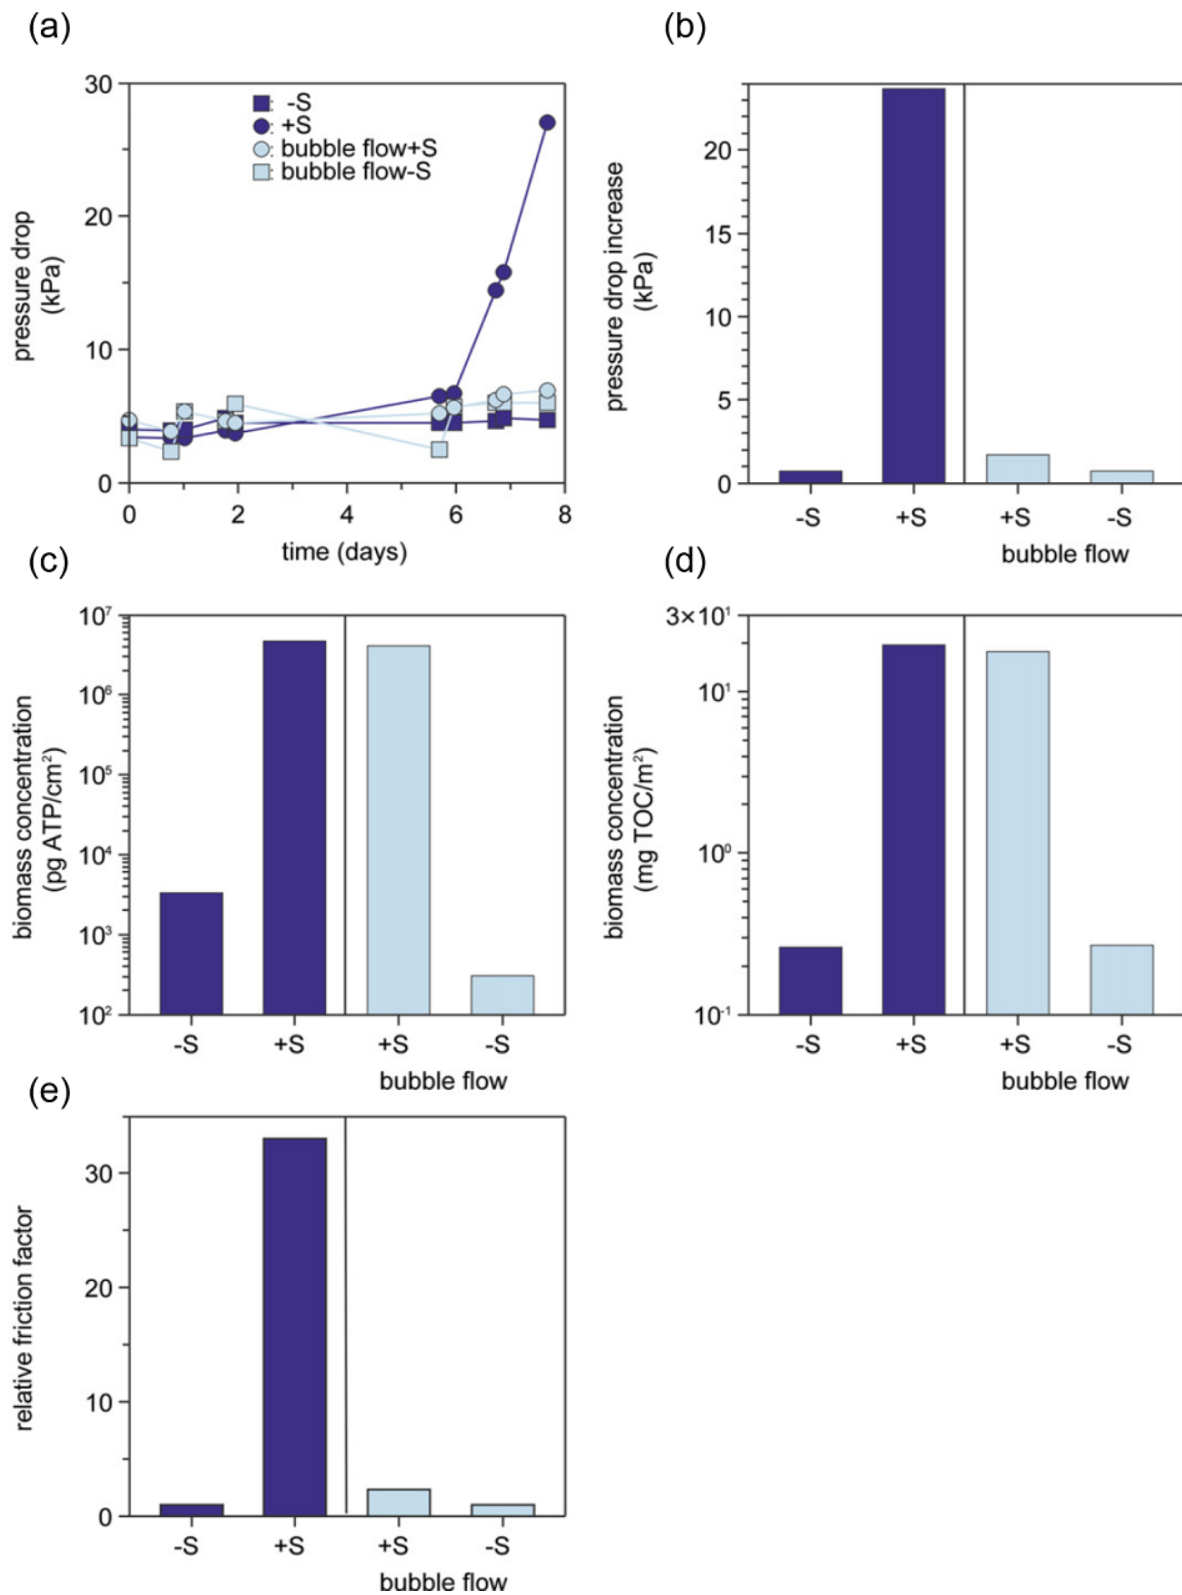 (a)
30
20
10
0
pressure drop
(kPa)
-S
+S
bubble flow+S
bubble flow-S
0 2 4 6 8
time (days)
(b)
20
15
10
5
0
pressure drop increase
(kPa)
-S +S +S -S
bubble flow
(c)
10⁷
10⁶
10⁵
10⁴
10³
10²
biomass concentration
(pg ATP/cm²)
-S +S +S -S
bubble flow
(d)
3×10¹
10¹
10⁰
10⁻¹
biomass concentration
(mg TOC/m²)
-S +S +S -S
bubble flow
(e)
30
20
10
0
relative friction factor
-S +S +S -S
bubble flow